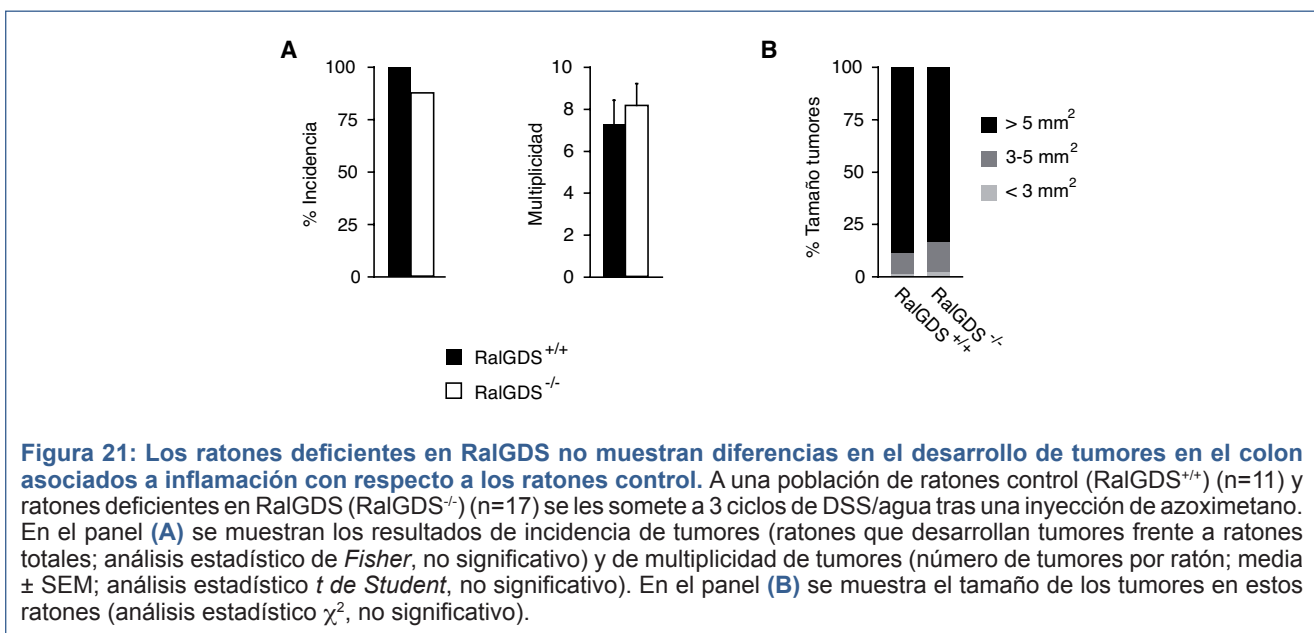 A
B
100
75
50
25
0
% Incidencia
10
8
6
4
2
0
Multiplicidad
100
75
50
25
0
% Tamaño tumores
RalGDS+/+
RalGDS-/-
> 5 mm²
3-5 mm²
< 3 mm²
RalGDS+/+
RalGDS-/-
Figura 21: Los ratones deficientes en RalGDS no muestran diferencias en el desarrollo de tumores en el colon
asociados a inflamación con respecto a los ratones control. A una población de ratones control (RalGDS+/+) (n=11) y
ratones deficientes en RalGDS (RalGDS-/-) (n=17) se les somete a 3 ciclos de DSS/agua tras una inyección de azoximetano.
En el panel (A) se muestran los resultados de incidencia de tumores (ratones que desarrollan tumores frente a ratones
totales; análisis estadístico de Fisher, no significativo) y de multiplicidad de tumores (número de tumores por ratón; media
± SEM; análisis estadístico t de Student, no significativo). En el panel (B) se muestra el tamaño de los tumores en estos
ratones (análisis estadístico χ², no significativo).